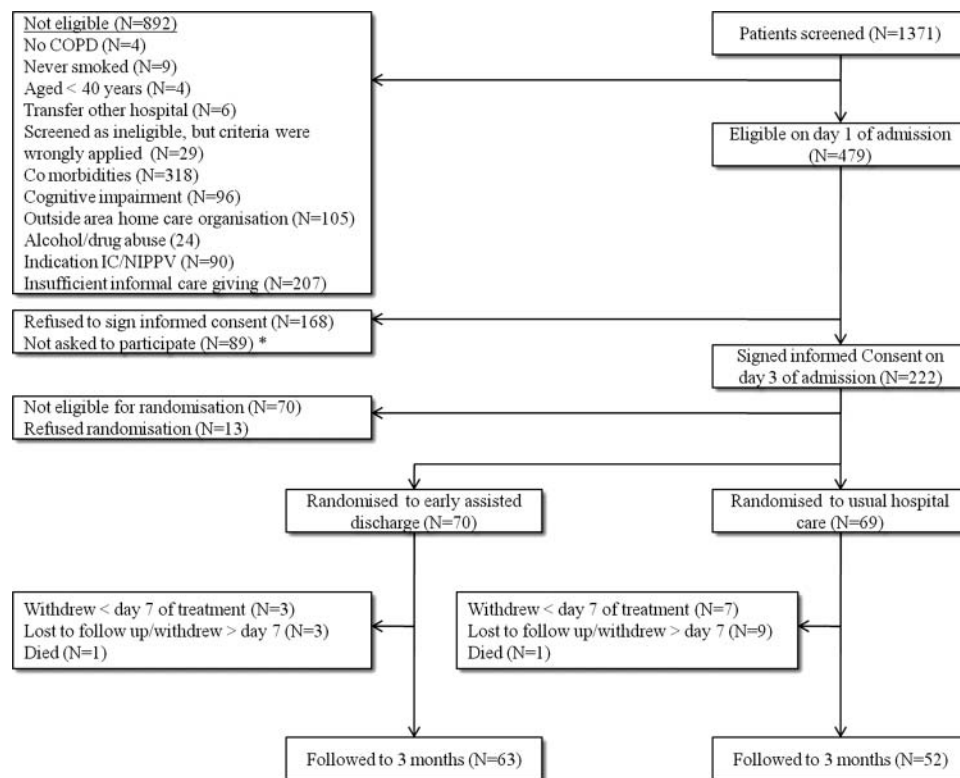 Patients screened (N=1371)
Not eligible (N=892)
No COPD (N=4)
Never smoked (N=9)
Aged < 40 years (N=4)
Transfer other hospital (N=6)
Screened as ineligible, but criteria were
wrongly applied (N=29)
Co morbidities (N=318)
Cognitive impairment (N=96)
Outside area home care organisation (N=105)
Alcohol/drug abuse (24)
Indication IC/NIPPV (N=90)
Insufficient informal care giving (N=207)
Eligible on day 1 of admission
(N=479)
Refused to sign informed consent (N=168)
Not asked to participate (N=89) *
Signed informed Consent on
day 3 of admission (N=222)
Not eligible for randomisation (N=70)
Refused randomisation (N=13)
Randomised to early assisted
discharge (N=70)
Randomised to usual hospital
care (N=69)
Withdrew < day 7 of treatment (N=3)
Lost to follow up/withdrew > day 7 (N=3)
Died (N=1)
Withdrew < day 7 of treatment (N=7)
Lost to follow up/withdrew > day 7 (N=9)
Died (N=1)
Followed to 3 months (N=63)
Followed to 3 months (N=52)